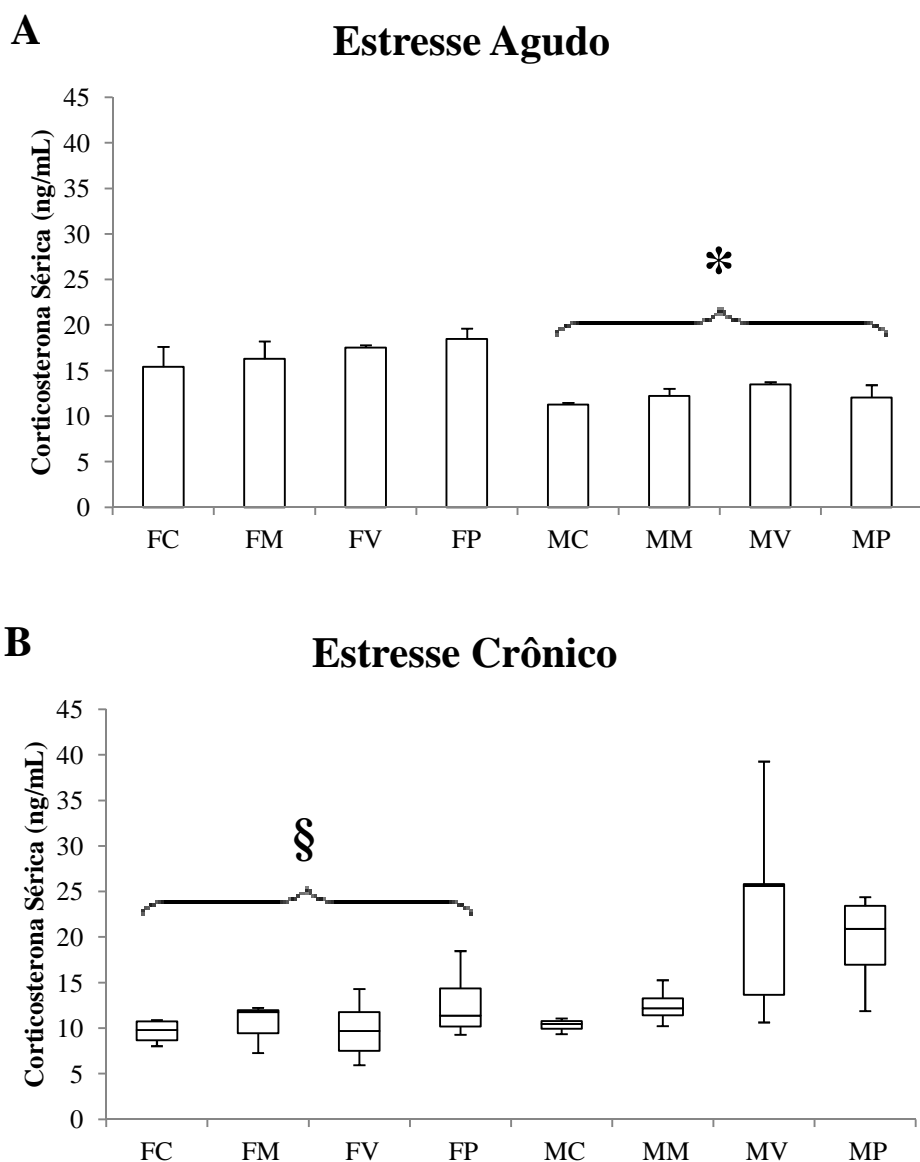 A
Estresse Agudo
Corticosterona Sérica (ng/mL)
45
40
35
30
25
20
15
10
5
0
*
FC FM FV FP MC MM MV MP
B
Estresse Crônico
Corticosterona Sérica (ng/mL)
45
40
35
30
25
20
15
10
5
0
§
FC FM FV FP MC MM MV MP